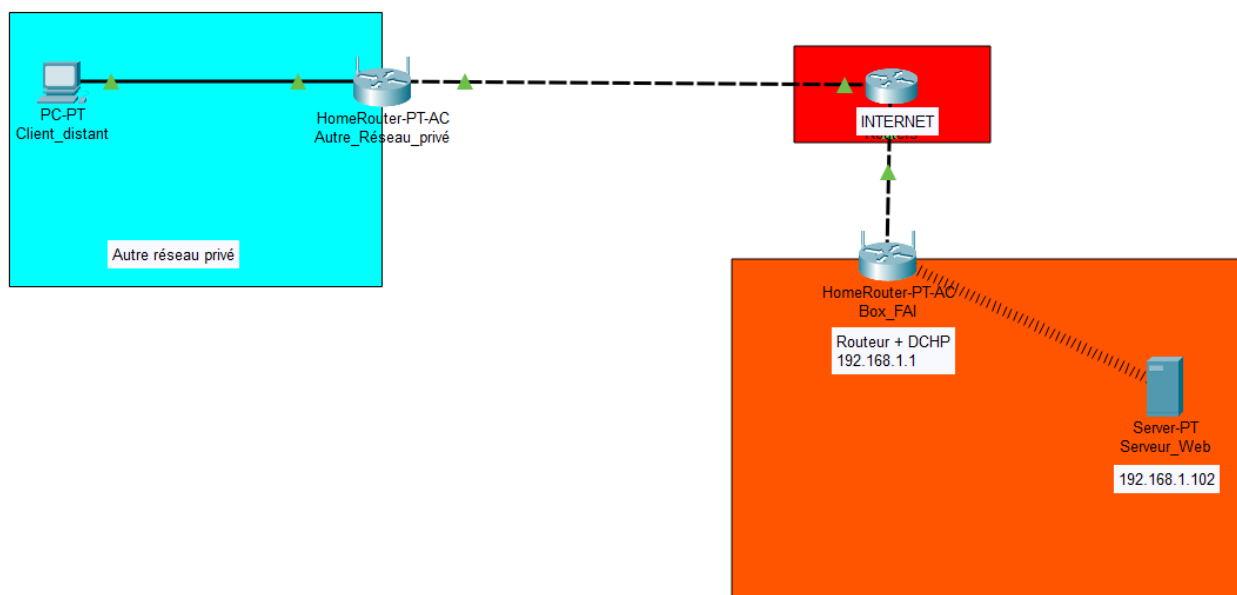 PC-PT
Client_distant
HomeRouter-PT-AC
Autre_Réseau_privé
INTERNET
Autre réseau privé
HomeRouter-PT-AC
Box_FAI
Routeur + DCHP
192.168.1.1
Server-PT
Serveur_Web
192.168.1.102